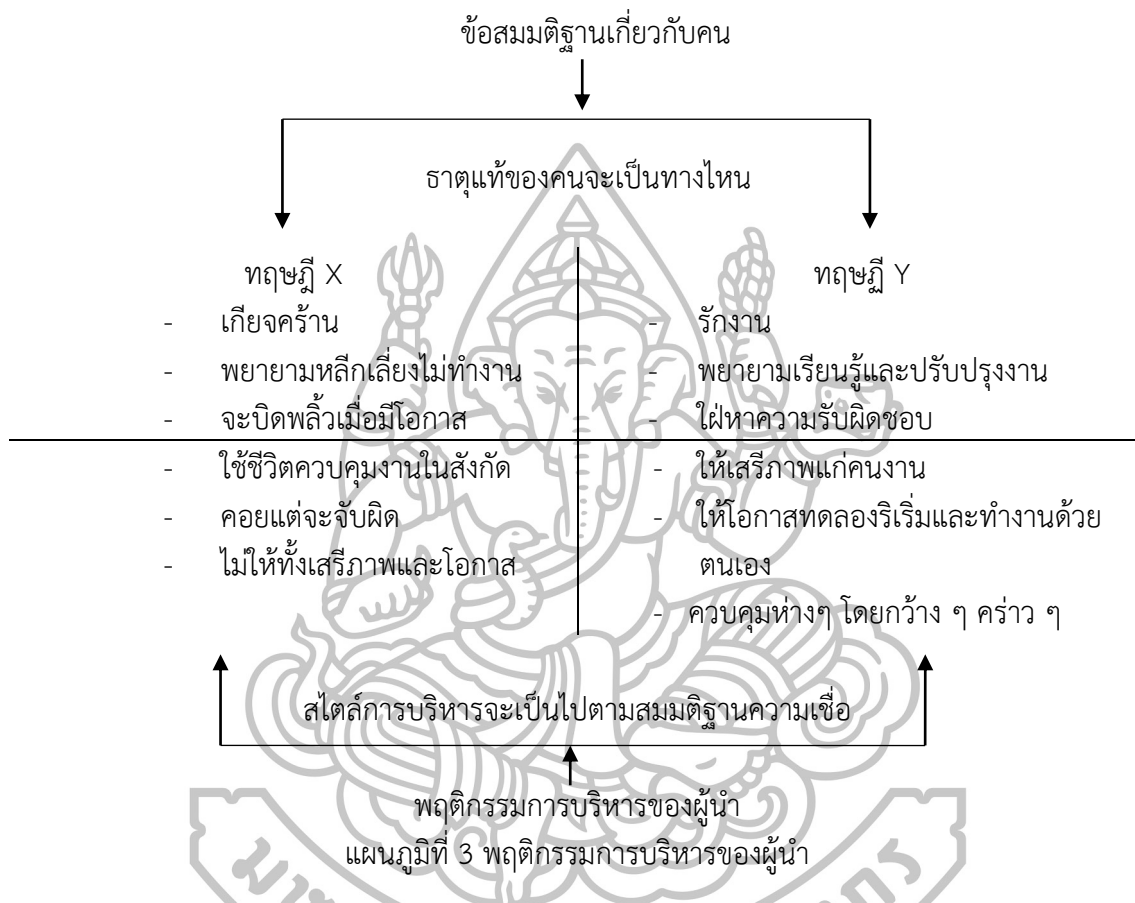 ข้อสมมติฐานเกี่ยวกับคน
ธาตุแท้ของคนจะเป็นทางไหน
ทฤษฎี X
- เกียจคร้าน
- พยายามหลีกเลี่ยงไม่ทำงาน
- จะบิดพลิ้วเมื่อมีโอกาส
- ใช้ชีวิตควบคุมงานในสังกัด
- คอยแต่จะจับผิด
- ไม่ให้ทั้งเสรีภาพและโอกาส
ทฤษฏี Y
- รักงาน
- พยายามเรียนรู้และปรับปรุงงาน
- ใฝ่หาความรับผิดชอบ
- ให้เสรีภาพแก่คนงาน
- ให้โอกาสทดลองริเริ่มและทำงานด้วย
ตนเอง
- ควบคุมห่างๆ โดยกว้าง ๆ คร่าว ๆ
สไตล์การบริหารจะเป็นไปตามสมมติฐานความเชื่อ
พฤติกรรมการบริหารของผู้นำ
แผนภูมิที่ 3 พฤติกรรมการบริหารของผู้นำ